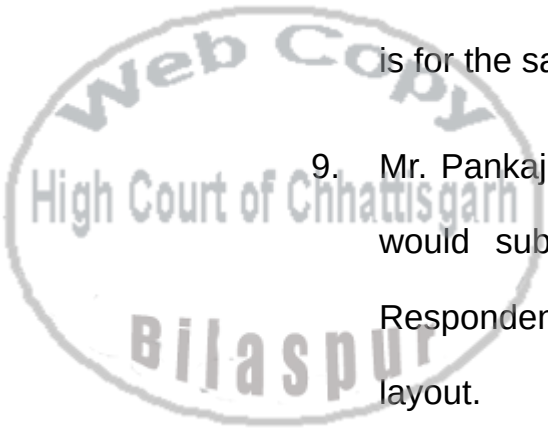 Web Copy
High Court of Chhattisgarh
Bilaspur
is for the sa
9. Mr. Pankaj
would sub
Responden
layout.